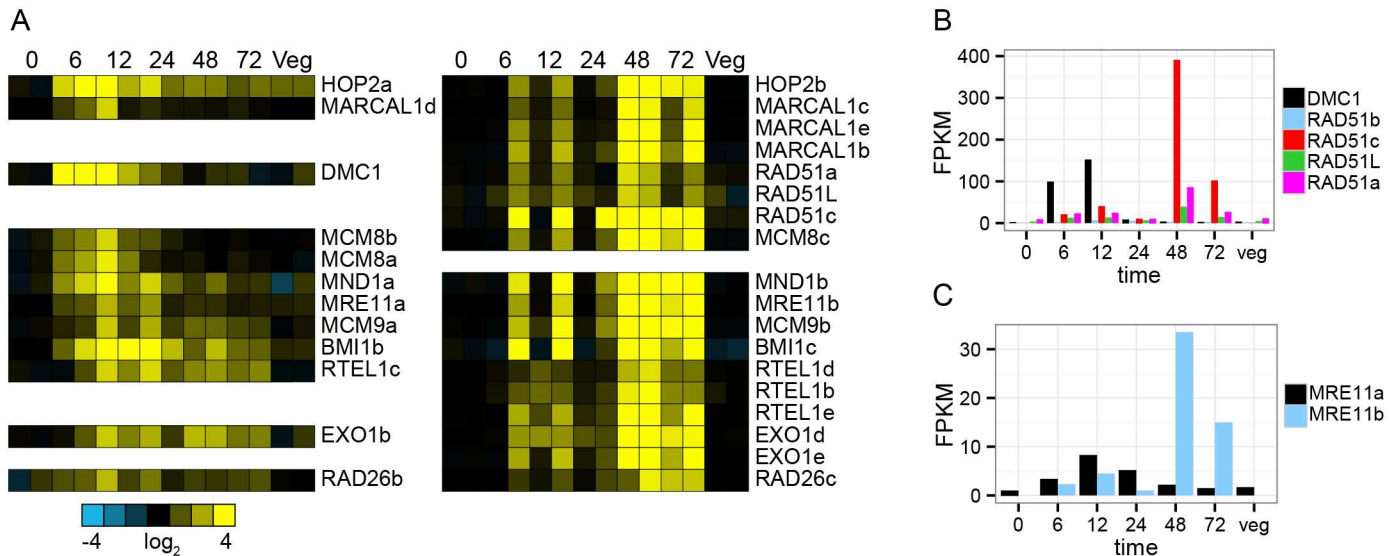 A
0 6 12 24 48 72 Veg
HOP2a
MARCAL1d
DMC1
MCM8b
MCM8a
MND1a
MRE11a
MCM9a
BMI1b
RTEL1c
EXO1b
RAD26b
-4 log2 4
0 6 12 24 48 72 Veg
HOP2b
MARCAL1c
MARCAL1e
MARCAL1b
RAD51a
RAD51L
RAD51c
MCM8c
MND1b
MRE11b
MCM9b
BMI1c
RTEL1d
RTEL1b
RTEL1e
EXO1d
EXO1e
RAD26c
B
FPKM
400
300
200
100
0
0 6 12 24 48 72 veg
time
DMC1
RAD51b
RAD51c
RAD51L
RAD51a
C
FPKM
30
20
10
0
0 6 12 24 48 72 veg
time
MRE11a
MRE11b